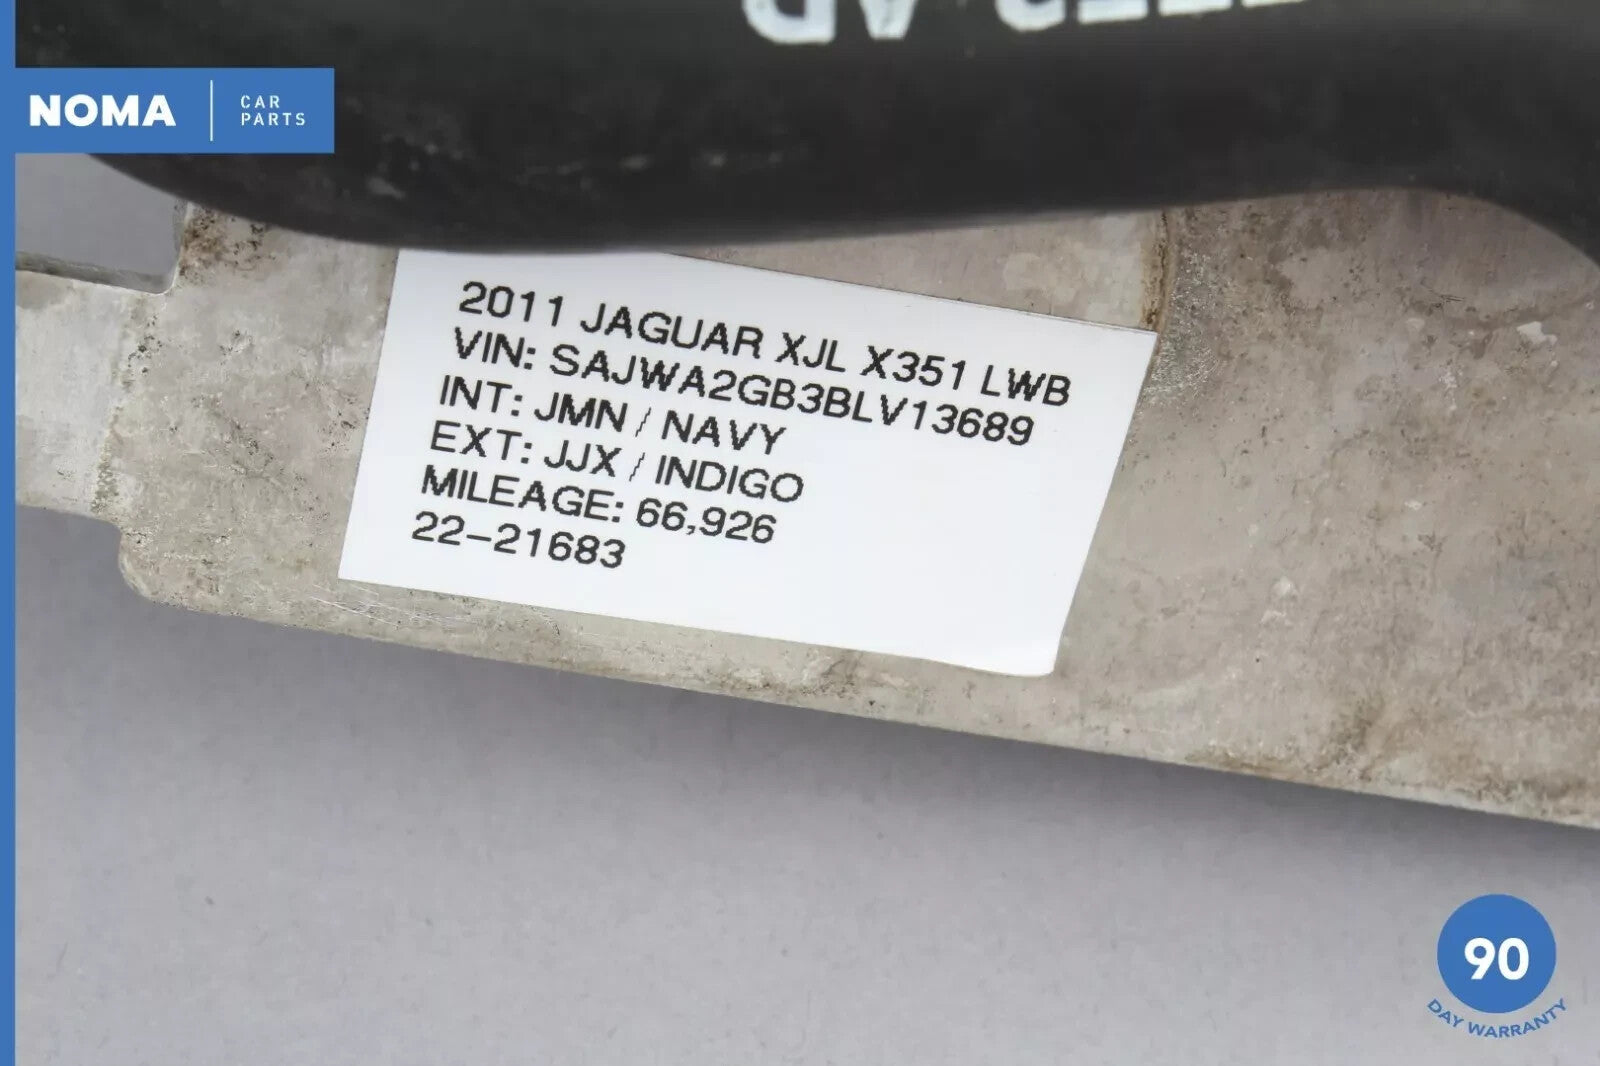 NOMA
CAR
PARTS
2011 JAGUAR XJL X351 LWB
VIN: SAJWA2GB3BLV13689
INT: JMN / NAVY
EXT: JJX / INDIGO
MILEAGE: 66,926
22-21683
90
DAY WARRANTY